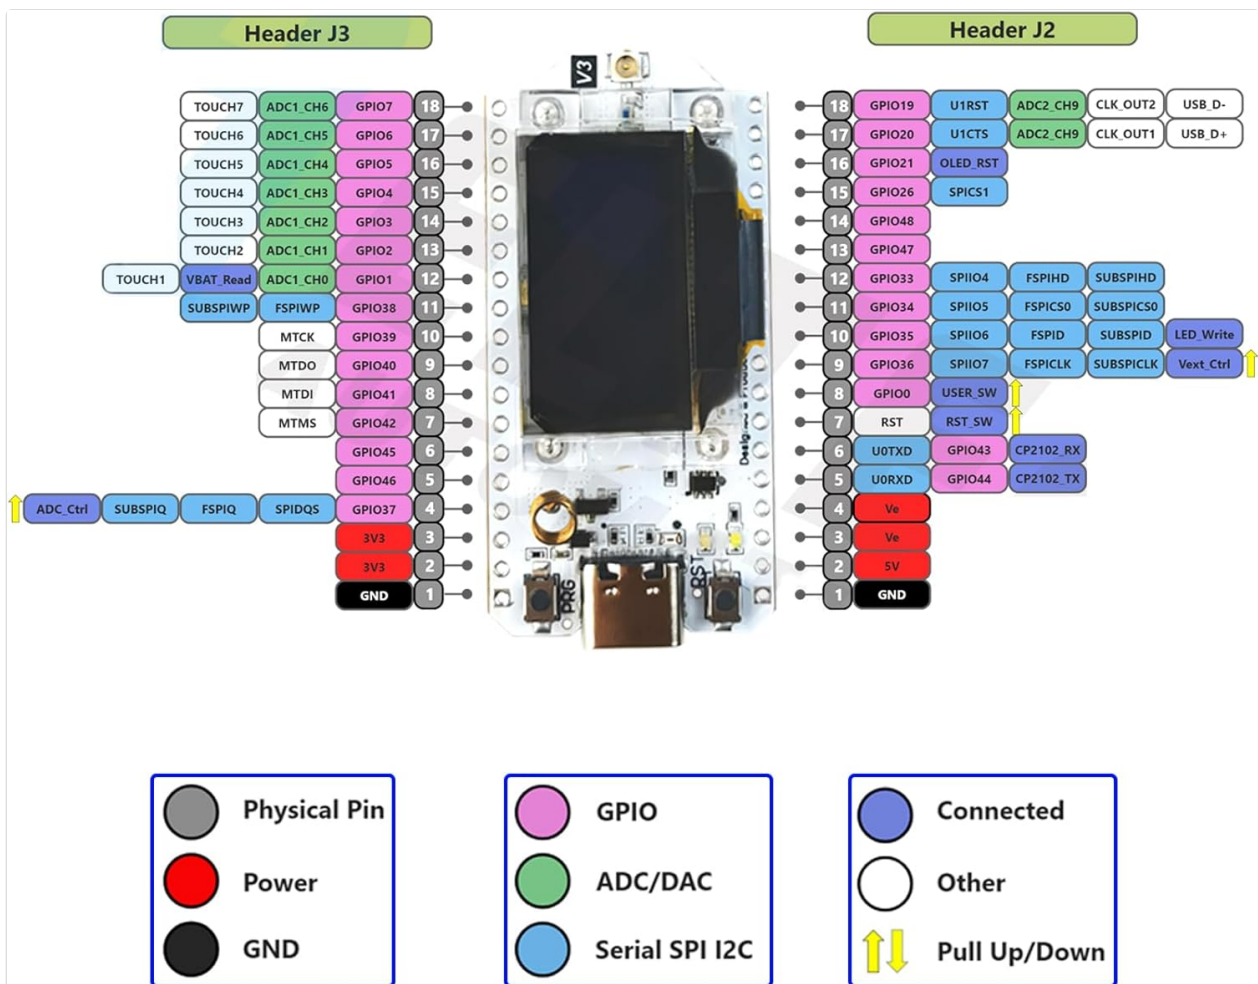 Header J3
Header J2
V3
TOUCH7 ADC1_CH6 GPIO7 18
TOUCH6 ADC1_CH5 GPIO6 17
TOUCH5 ADC1_CH4 GPIO5 16
TOUCH4 ADC1_CH3 GPIO4 15
TOUCH3 ADC1_CH2 GPIO3 14
TOUCH2 ADC1_CH1 GPIO2 13
TOUCH1 VBAT_Read ADC1_CH0 GPIO1 12
SUBSPIWP FSPIWP GPIO38 11
MTCK GPIO39 10
MTDO GPIO40 9
MTDI GPIO41 8
MTMS GPIO42 7
GPIO45 6
GPIO46 5
ADC_Ctrl SUBSPIQ FSPIQ SPIDQS GPIO37 4
3V3 3
3V3 2
GND 1
18 GPIO19 U1RST ADC2_CH9 CLK_OUT2 USB_D-
17 GPIO20 U1CTS ADC2_CH9 CLK_OUT1 USB_D+
16 GPIO21 OLED_RST
15 GPIO26 SPICS1
14 GPIO48
13 GPIO47
12 GPIO33 SPIIO4 FSPIHD SUBSPIHD
11 GPIO34 SPIIO5 FSPICS0 SUBSPICS0
10 GPIO35 SPIIO6 FSPID SUBSPID LED_Write
9 GPIO36 SPIIO7 FSPICLK SUBSPICLK Vext_Ctrl
8 GPIO0 USER_SW
7 RST RST_SW
6 U0TXD GPIO43 CP2102_RX
5 U0RXD GPIO44 CP2102_TX
4 Ve
3 Ve
2 5V
1 GND
PRG
RST
Physical Pin
Power
GND
GPIO
ADC/DAC
Serial SPI I2C
Connected
Other
Pull Up/Down